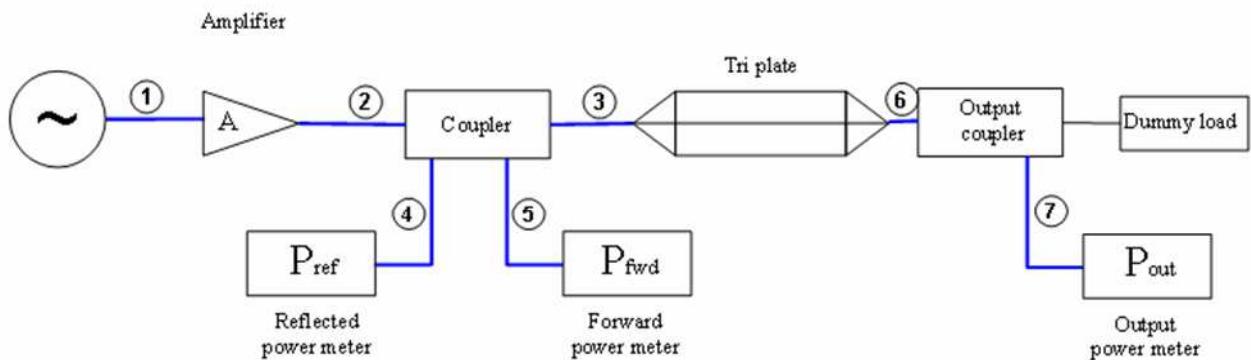 Amplifier
Tri plate
~
1
A
2
Coupler
3
6
Output
coupler
Dummy load
4
5
7
Pref
Pfwd
Pout
Reflected
power meter
Forward
power meter
Output
power meter